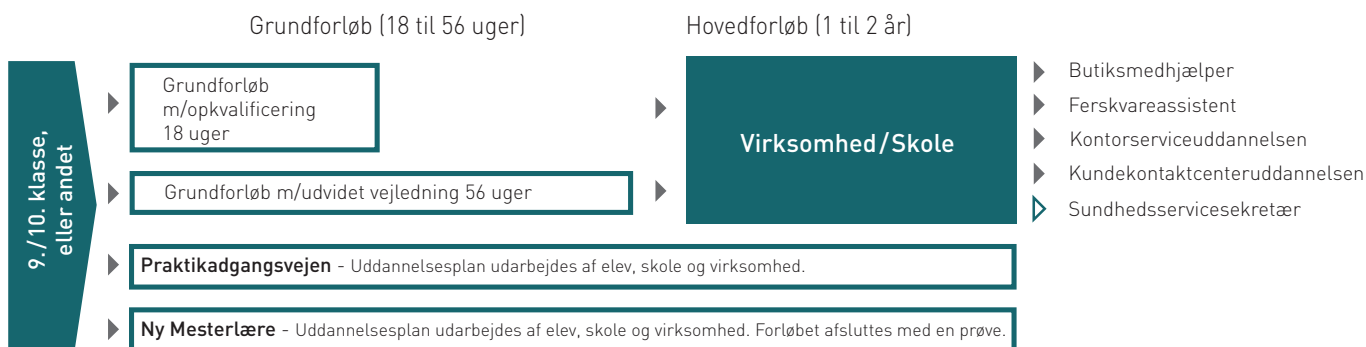 Grundforløb (18 til 56 uger)
Hovedforløb (1 til 2 år)
9./10. klasse,
eller andet
Grundforløb
m/opkvalificering
18 uger
Grundforløb m/udvidet vejledning 56 uger
Virksomhed/Skole
Butiksmedhjælper
Ferskvareassistent
Kontorserviceuddannelsen
Kundekontaktcenteruddannelsen
Sundhedsservicesekretær
Praktikadgangsvejen - Uddannelsesplan udarbejdes af elev, skole og virksomhed.
Ny Mesterlære - Uddannelsesplan udarbejdes af elev, skole og virksomhed. Forløbet afsluttes med en prøve.